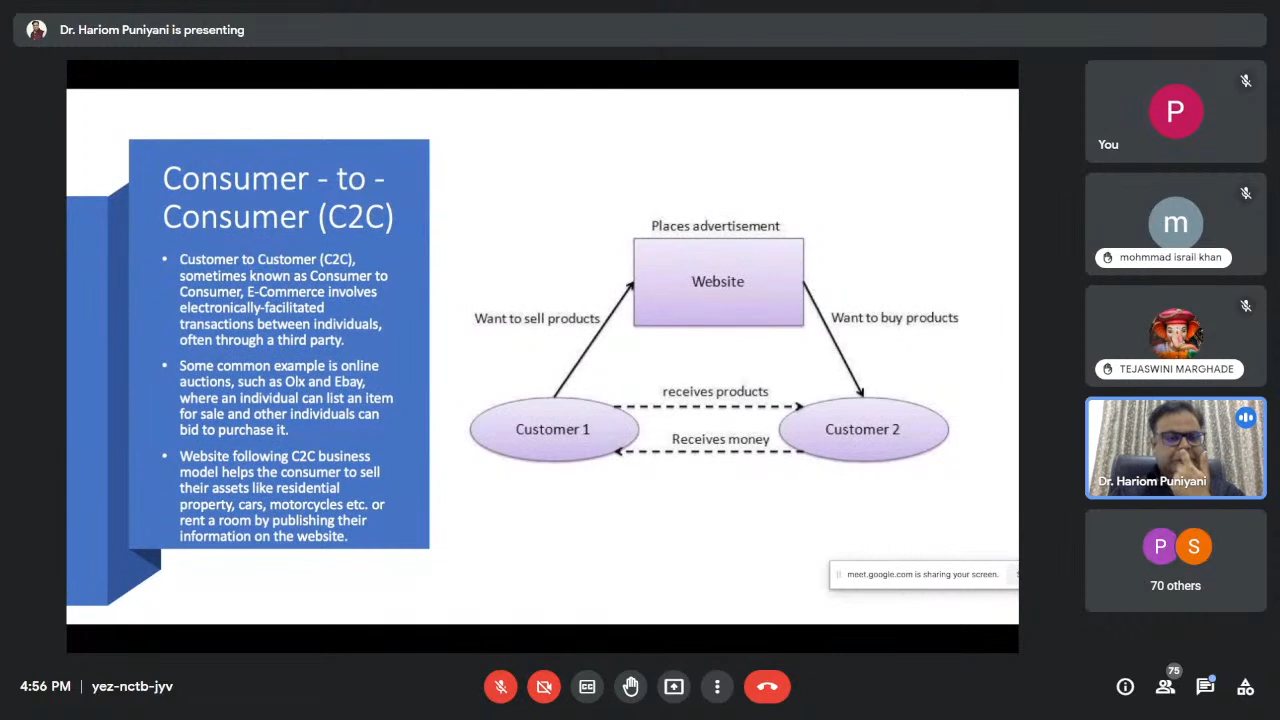 Dr. Hariom Puniyani is presenting
Consumer - to -
Consumer (C2C)
• Customer to Customer (C2C),
sometimes known as Consumer to
Consumer, E-Commerce involves
electronically-facilitated
transactions between individuals,
often through a third party.
• Some common example is online
auctions, such as Olx and Ebay,
where an individual can list an item
for sale and other individuals can
bid to purchase it.
• Website following C2C business
model helps the consumer to sell
their assets like residential
property, cars, motorcycles etc. or
rent a room by publishing their
information on the website.
Places advertisement
Website
Want to sell products
Want to buy products
receives products
Customer 1
Customer 2
Receives money
meet.google.com is sharing your screen.
P
You
m
mohmmad israil khan
TEJASWINI MARGHADE
Dr. Hariom Puniyani
P
S
70 others
4:56 PM | yez-nctb-jyv
CC
75